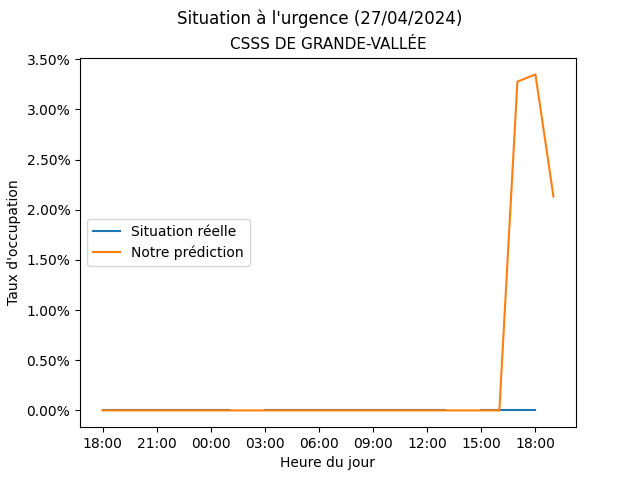 Situation à l'urgence (27/04/2024)
CSSS DE GRANDE-VALLÉE
3.50%
3.00%
2.50%
2.00%
1.50%
1.00%
0.50%
0.00%
Taux d'occupation
Situation réelle
Notre prédiction
18:00 21:00 00:00 03:00 06:00 09:00 12:00 15:00 18:00
Heure du jour